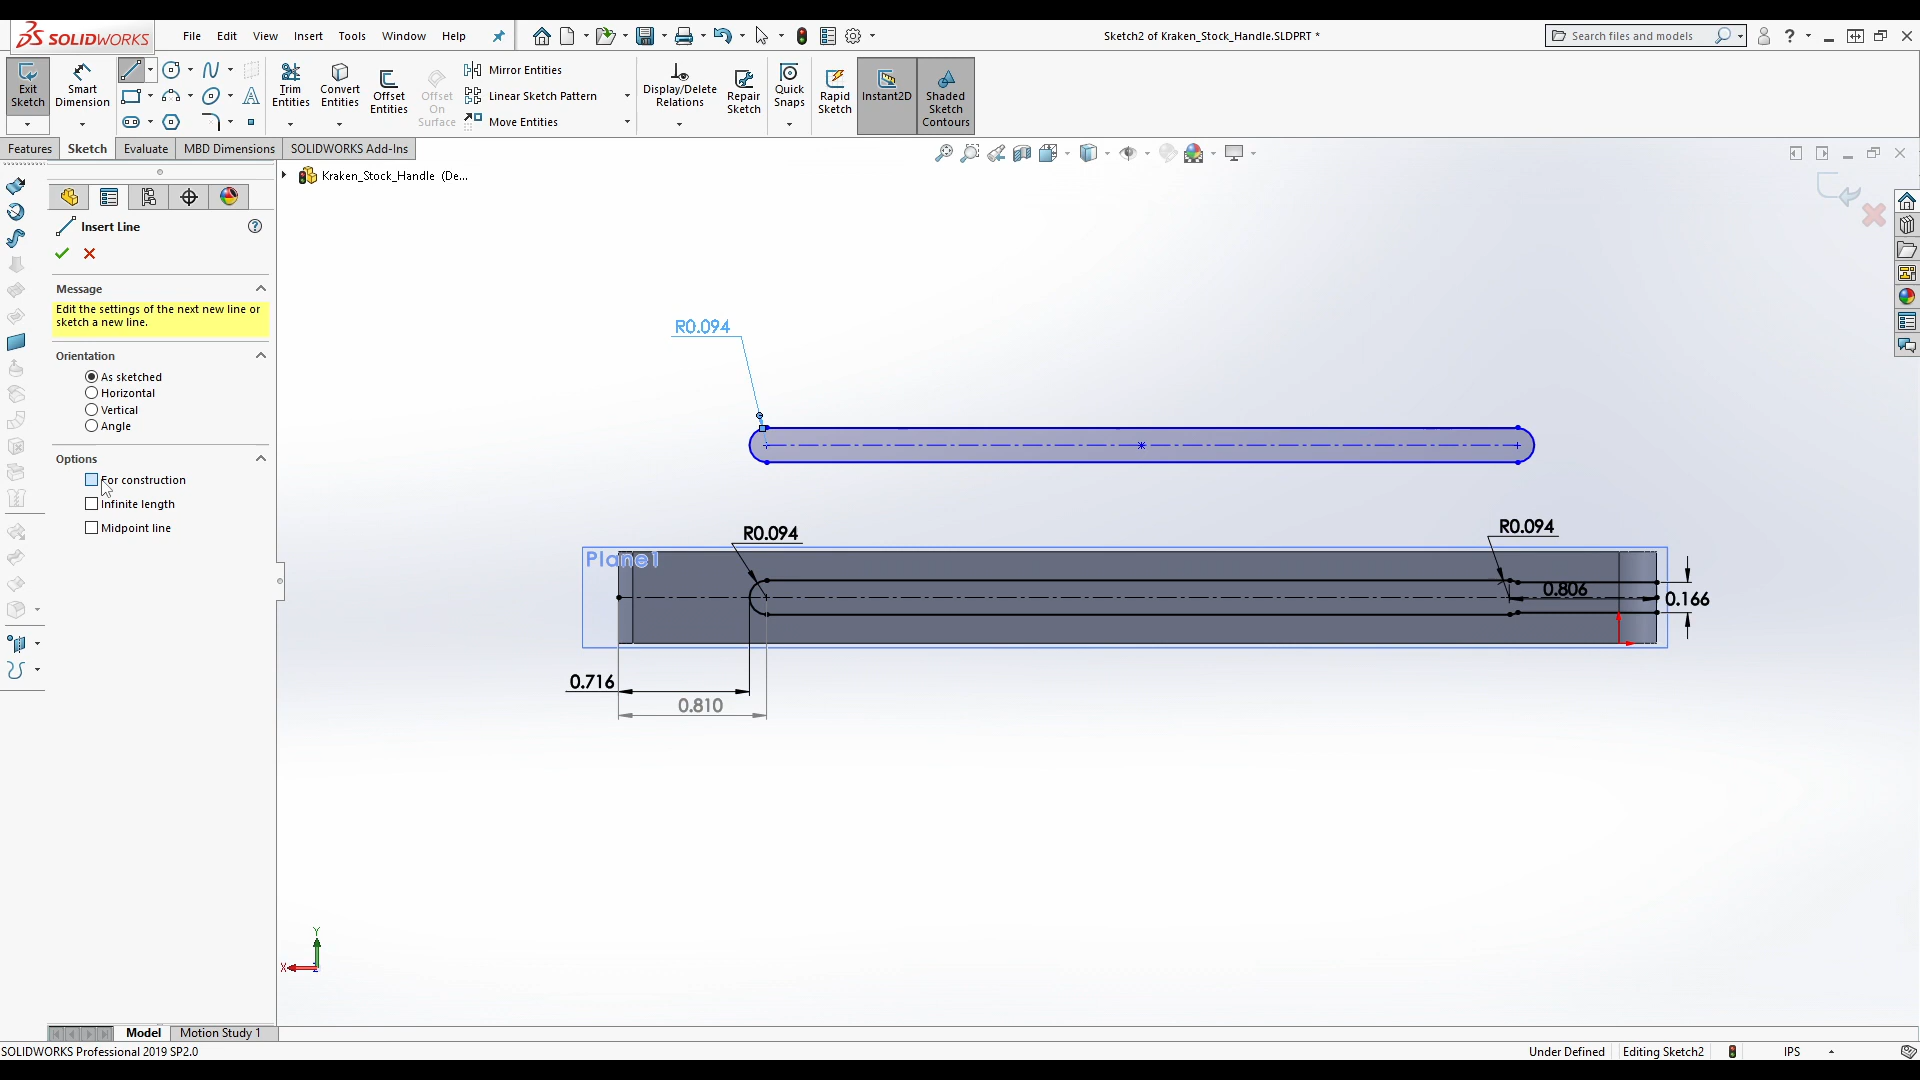 SOLIDWORKS
File Edit View Insert Tools Window Help
Sketch2 of Kraken_Stock_Handle.SLDPRT *
Search files and models
Exit Sketch
Smart Dimension
Trim Entities
Convert Entities
Offset Entities
Offset On Surface
Mirror Entities
Linear Sketch Pattern
Move Entities
Display/Delete Relations
Repair Sketch
Quick Snaps
Rapid Sketch
Instant2D
Shaded Sketch Contours
Features Sketch Evaluate MBD Dimensions SOLIDWORKS Add-Ins
Kraken_Stock_Handle (De...
Insert Line
Message
Edit the settings of the next new line or
sketch a new line.
Orientation
As sketched
Horizontal
Vertical
Angle
Options
For construction
Infinite length
Midpoint line
R0.094
R0.094
R0.094
Plane1
0.806
0.166
0.716
0.810
Y
X
Z
Model Motion Study 1
SOLIDWORKS Professional 2019 SP2.0
Under Defined Editing Sketch2 IPS